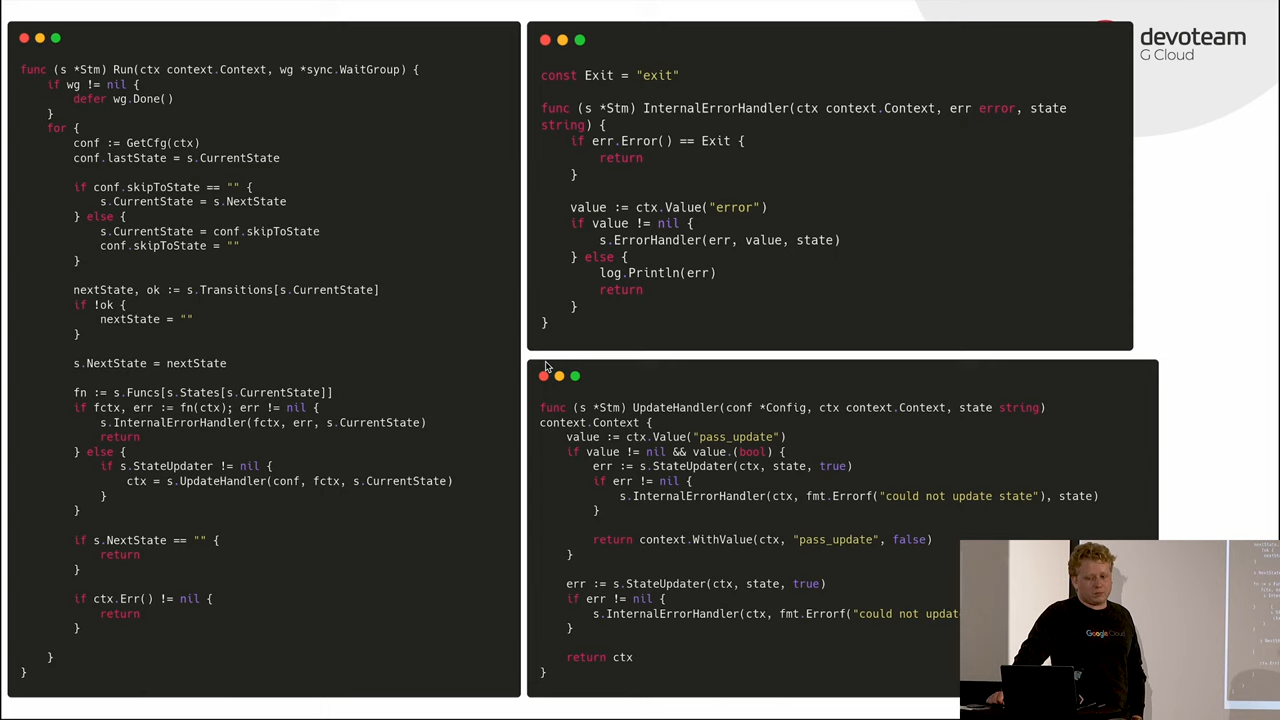 func (s *Stm) Run(ctx context.Context, wg *sync.WaitGroup) {
if wg != nil {
defer wg.Done()
}
for {
conf := GetCfg(ctx)
conf.lastState = s.CurrentState
if conf.skipToState == "" {
s.CurrentState = s.NextState
} else {
s.CurrentState = conf.skipToState
conf.skipToState = ""
}
nextState, ok := s.Transitions[s.CurrentState]
if !ok {
nextState = ""
}
s.NextState = nextState
fn := s.Funcs[s.States[s.CurrentState]]
if fctx, err := fn(ctx); err != nil {
s.InternalErrorHandler(fctx, err, s.CurrentState)
return
} else {
if s.StateUpdater != nil {
ctx = s.UpdateHandler(conf, fctx, s.CurrentState)
}
}
if s.NextState == "" {
return
}
if ctx.Err() != nil {
return
}
}
}
const Exit = "exit"
func (s *Stm) InternalErrorHandler(ctx context.Context, err error, state
string) {
if err.Error() == Exit {
return
}
value := ctx.Value("error")
if value != nil {
s.ErrorHandler(err, value, state)
} else {
log.Println(err)
return
}
}
func (s *Stm) UpdateHandler(conf *Config, ctx context.Context, state string)
context.Context {
value := ctx.Value("pass_update")
if value != nil && value.(bool) {
err := s.StateUpdater(ctx, state, true)
if err != nil {
s.InternalErrorHandler(ctx, fmt.Errorf("could not update state"), state)
}
return context.WithValue(ctx, "pass_update", false)
}
err := s.StateUpdater(ctx, state, true)
if err != nil {
s.InternalErrorHandler(ctx, fmt.Errorf("could not updat
}
return ctx
}
devoteam
G Cloud
Google Cloud